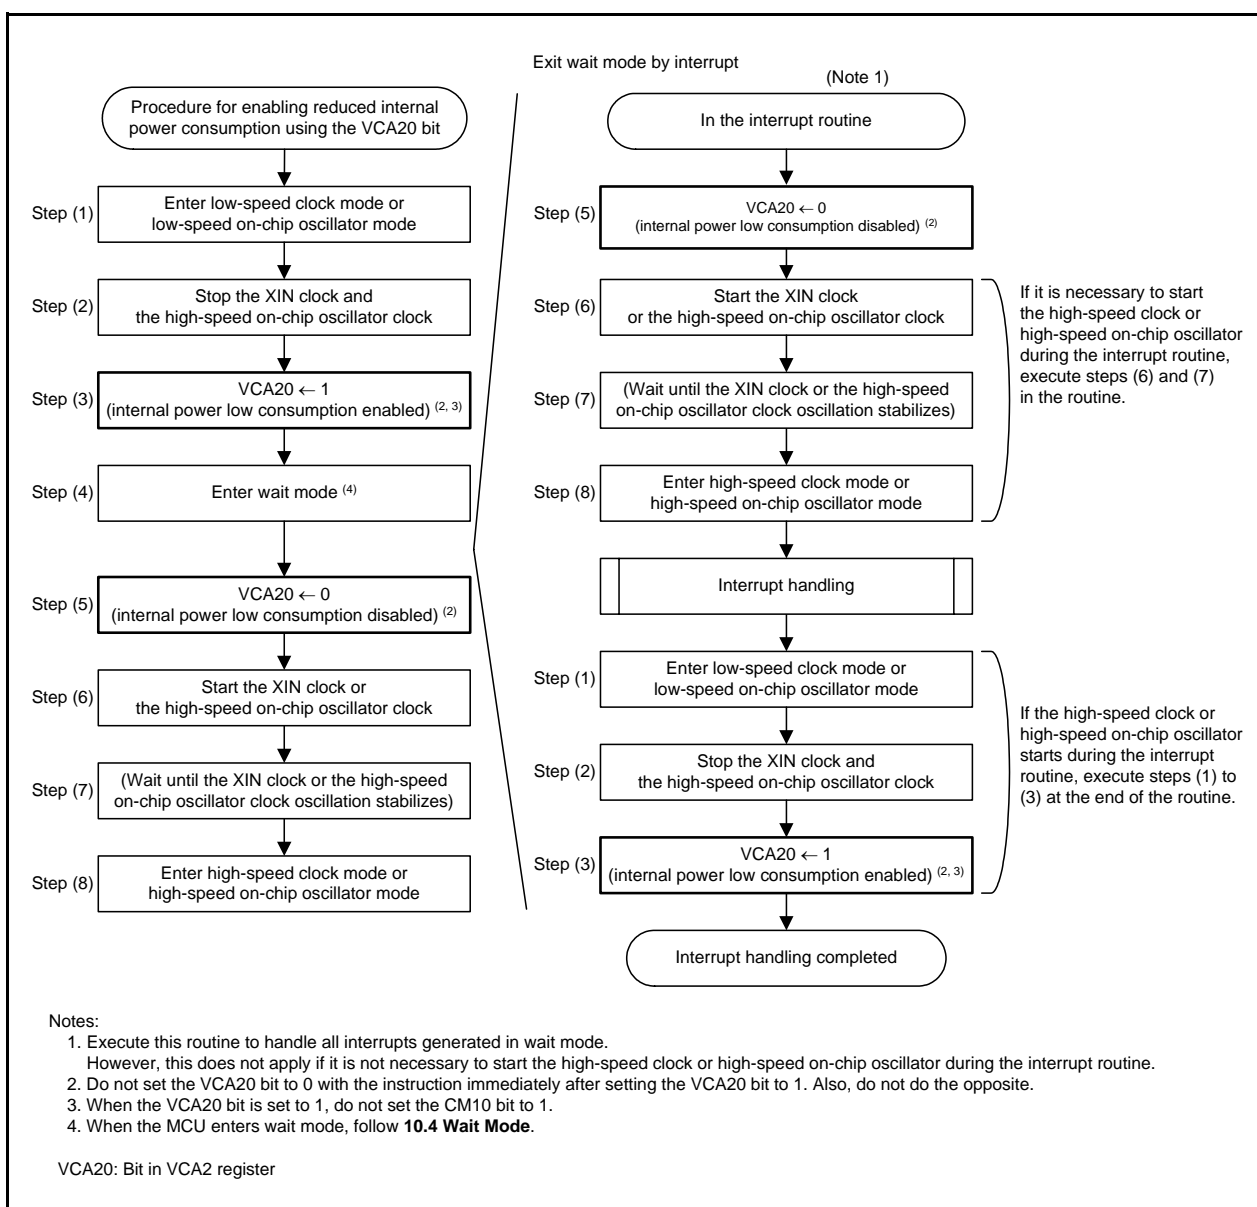 Procedure for enabling reduced internal
power consumption using the VCA20 bit
Step (1)
Enter low-speed clock mode or
low-speed on-chip oscillator mode
Step (2)
Stop the XIN clock and
the high-speed on-chip oscillator clock
Step (3)
VCA20 ← 1
(internal power low consumption enabled) (2, 3)
Step (4)
Enter wait mode (4)
Step (5)
VCA20 ← 0
(internal power low consumption disabled) (2)
Step (6)
Start the XIN clock or
the high-speed on-chip oscillator clock
Step (7)
(Wait until the XIN clock or the high-speed
on-chip oscillator clock oscillation stabilizes)
Step (8)
Enter high-speed clock mode or
high-speed on-chip oscillator mode
Exit wait mode by interrupt
(Note 1)
In the interrupt routine
Step (5)
VCA20 ← 0
(internal power low consumption disabled) (2)
Step (6)
Start the XIN clock
or the high-speed on-chip oscillator clock
Step (7)
(Wait until the XIN clock or the high-speed
on-chip oscillator clock oscillation stabilizes)
Step (8)
Enter high-speed clock mode or
high-speed on-chip oscillator mode
If it is necessary to start
the high-speed clock or
high-speed on-chip oscillator
during the interrupt routine,
execute steps (6) and (7)
in the routine.
Interrupt handling
Step (1)
Enter low-speed clock mode or
low-speed on-chip oscillator mode
Step (2)
Stop the XIN clock and
the high-speed on-chip oscillator clock
Step (3)
VCA20 ← 1
(internal power low consumption enabled) (2, 3)
If the high-speed clock or
high-speed on-chip oscillator
starts during the interrupt
routine, execute steps (1) to
(3) at the end of the routine.
Interrupt handling completed
Notes:
1. Execute this routine to handle all interrupts generated in wait mode.
However, this does not apply if it is not necessary to start the high-speed clock or high-speed on-chip oscillator during the interrupt routine.
2. Do not set the VCA20 bit to 0 with the instruction immediately after setting the VCA20 bit to 1. Also, do not do the opposite.
3. When the VCA20 bit is set to 1, do not set the CM10 bit to 1.
4. When the MCU enters wait mode, follow 10.4 Wait Mode.
VCA20: Bit in VCA2 register